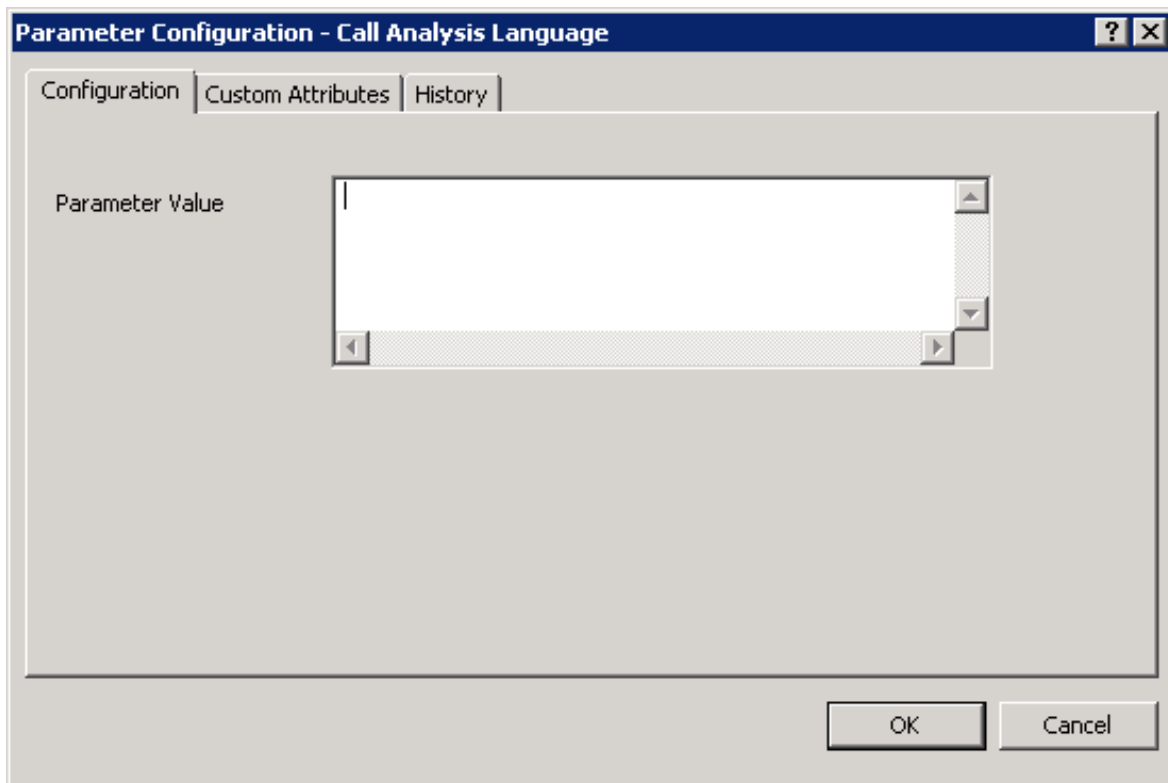 Parameter Configuration - Call Analysis Language
Configuration Custom Attributes History
Parameter Value
OK Cancel